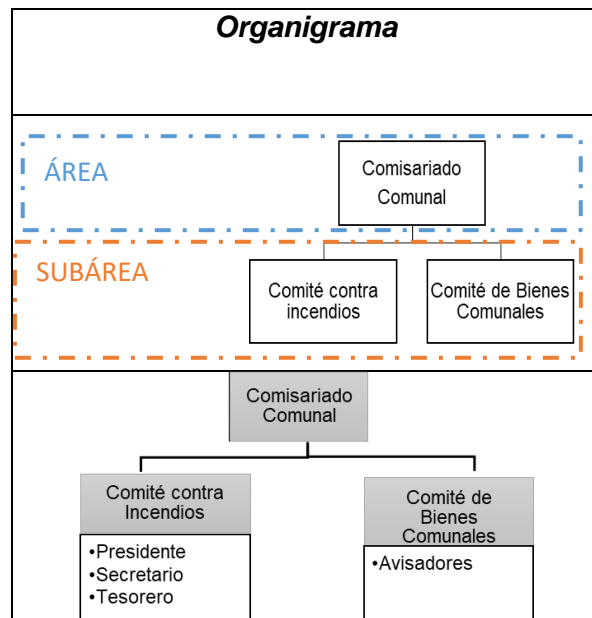 Organigrama
ÁREA
Comisariado
Comunal
SUBÁREA
Comité contra
incendios
Comité de Bienes
Comunales
Comisariado
Comunal
Comité contra
Incendios
•Presidente
•Secretario
•Tesorero
Comité de
Bienes
Comunales
•Avisadores